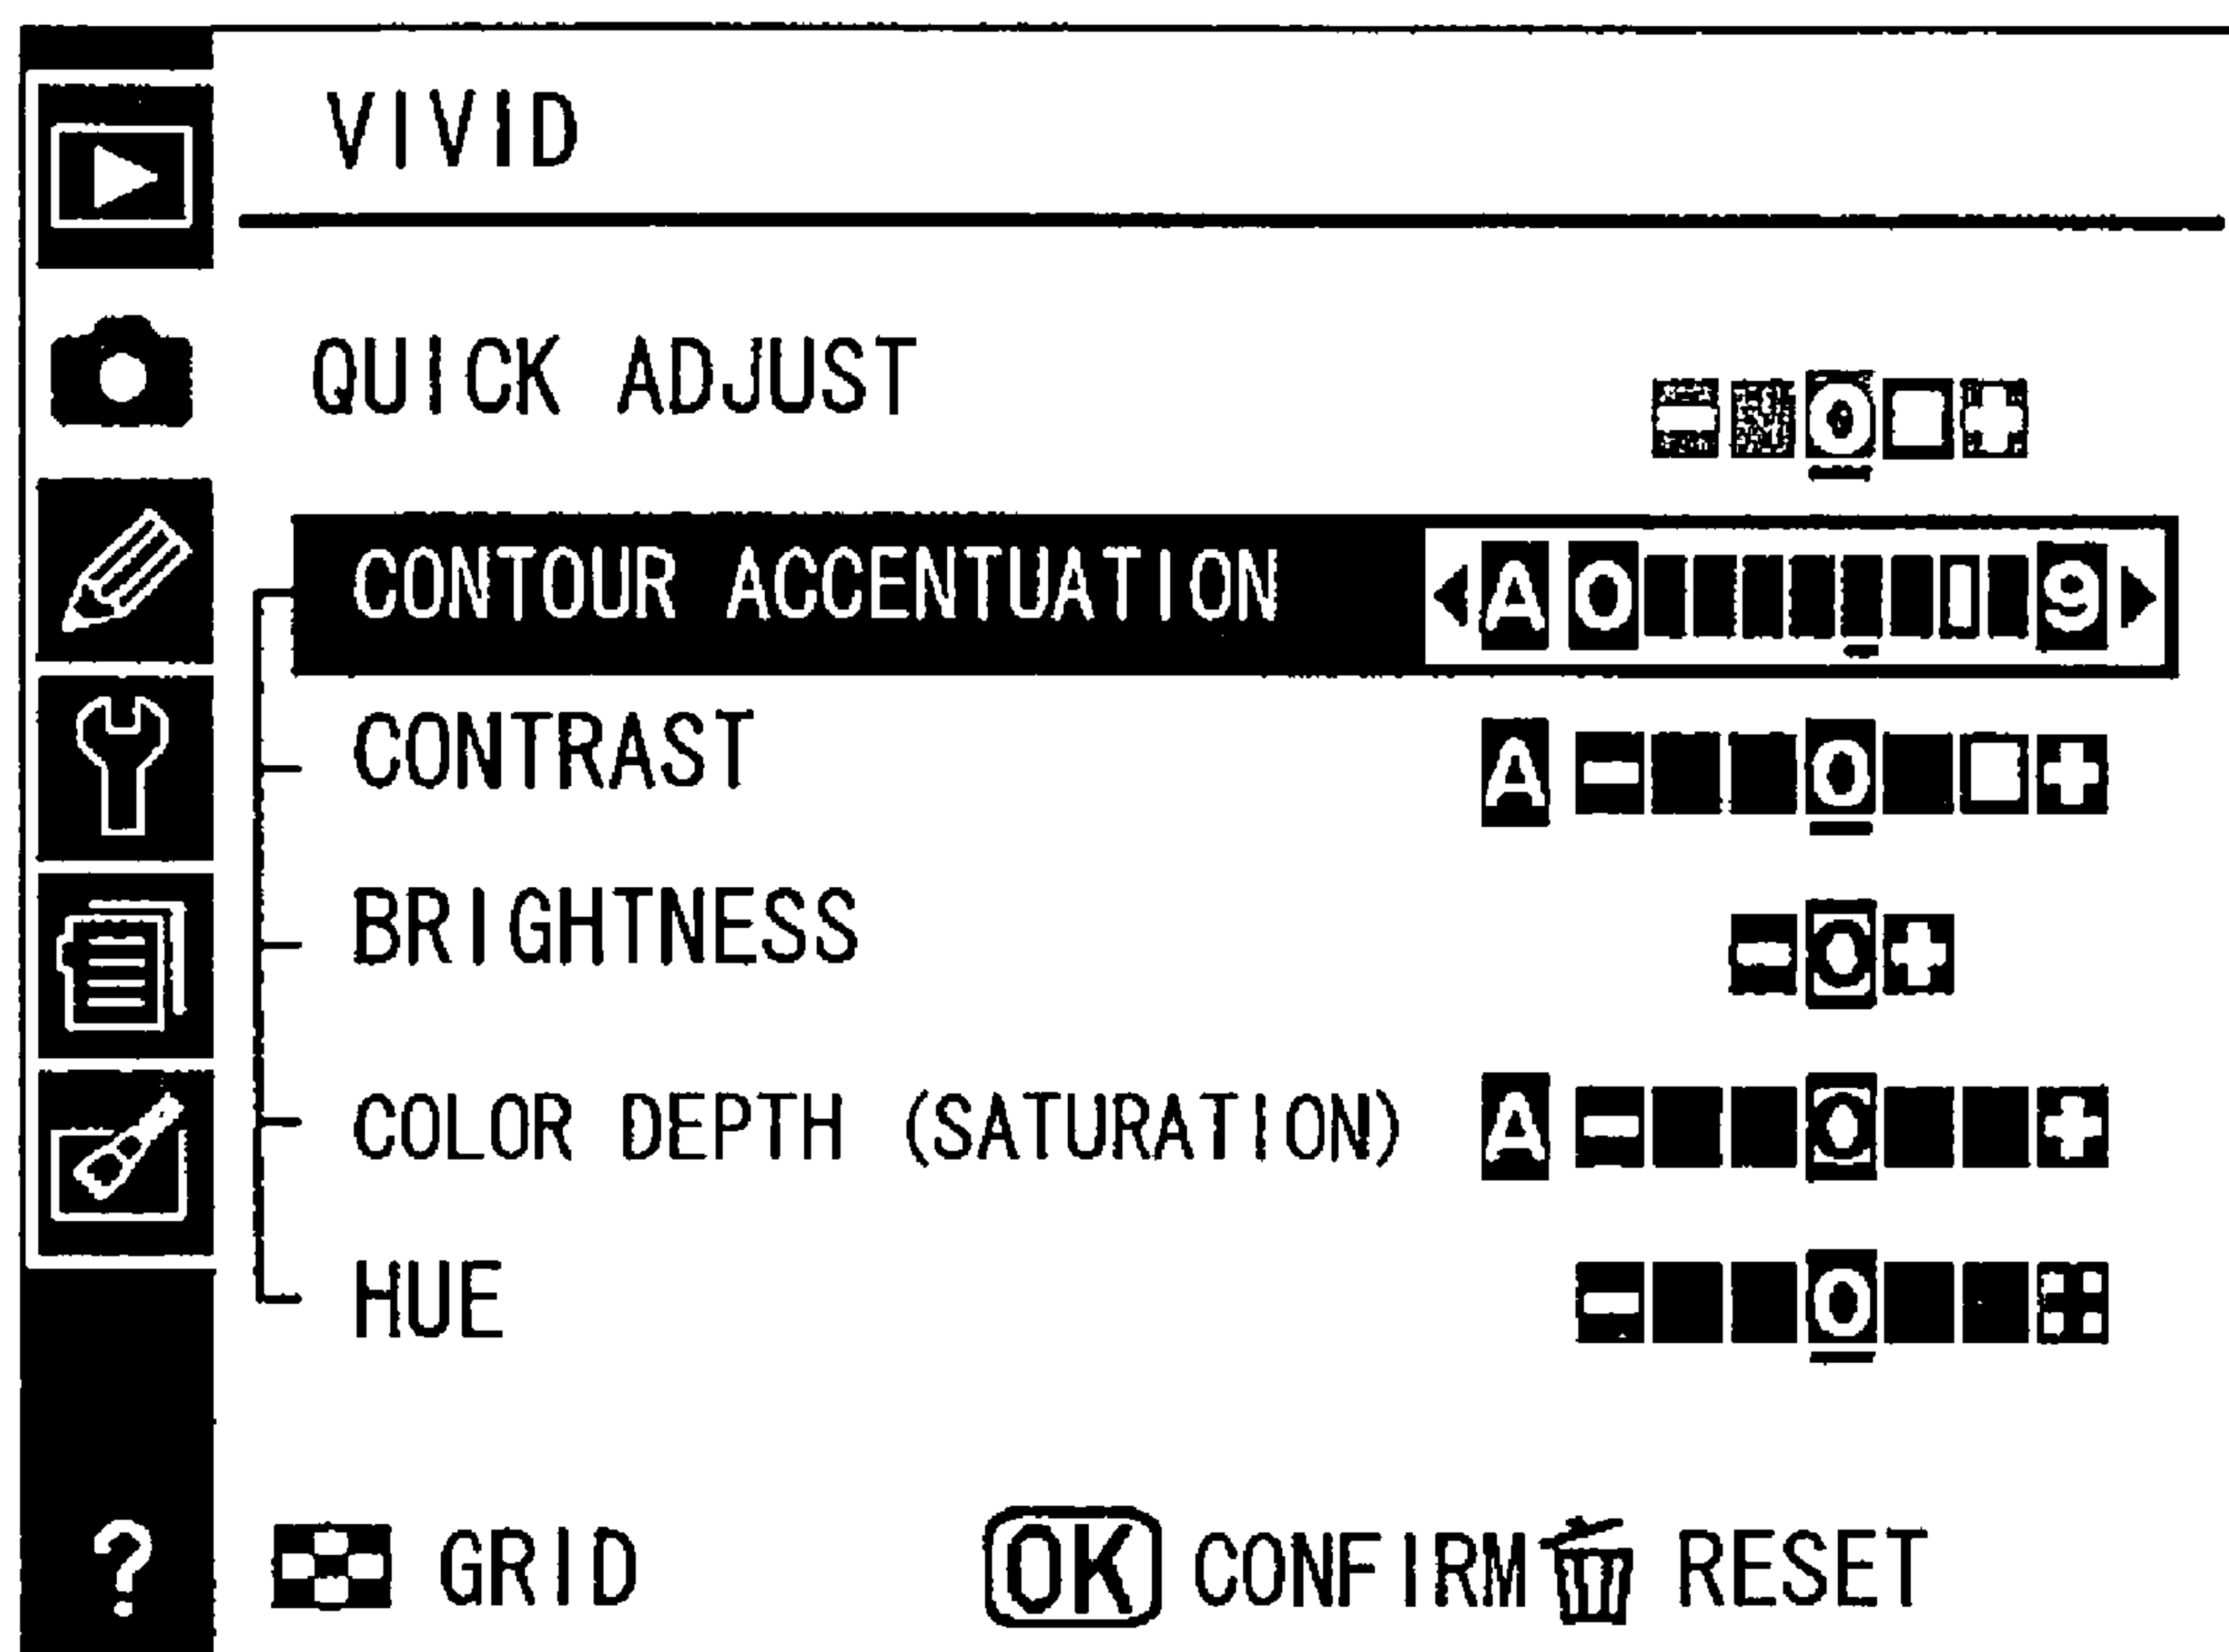 VIVID
QUICK ADJUST - 0 +
CONTOUR ACCENTUATION A 0 9
CONTRAST A - 0 +
BRIGHTNESS - 0 +
COLOR DEPTH (SATURATION) A - 0 +
HUE - 0 +
? GRID OK CONFIRM RESET